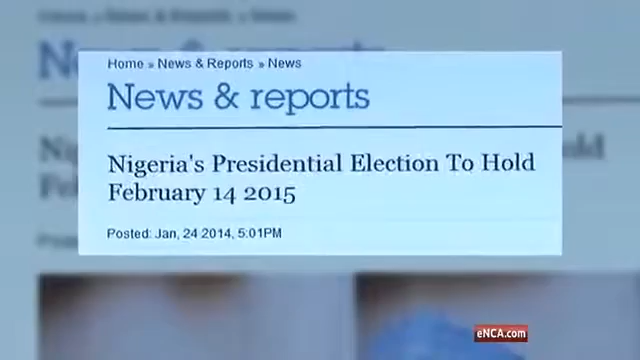 Home » News & Reports » News
News & reports
Nigeria's Presidential Election To Hold
February 14 2015
Posted: Jan, 24 2014, 5:01PM
eNCA.com